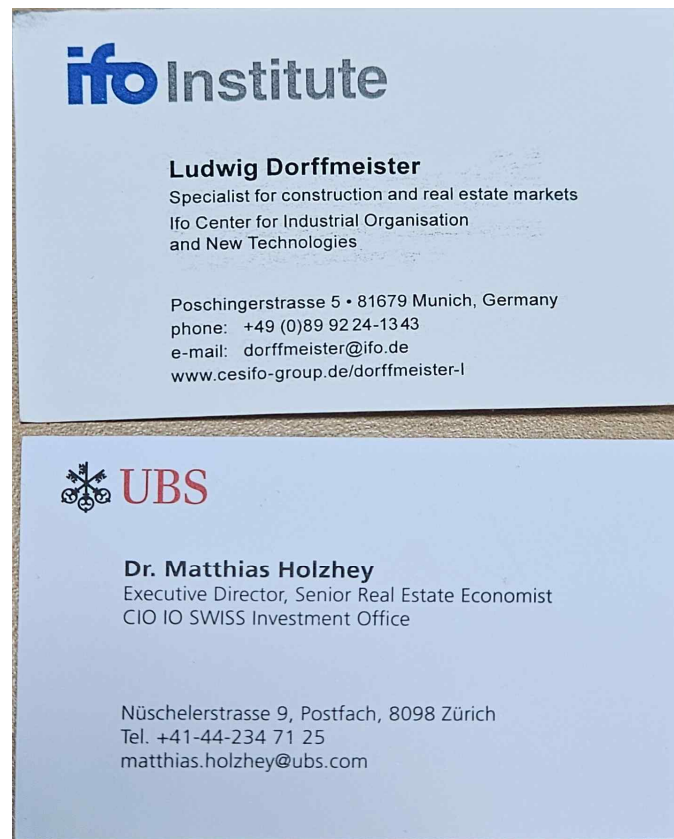 ifo Institute
Ludwig Dorffmeister
Specialist for construction and real estate markets
Ifo Center for Industrial Organisation
and New Technologies
Poschingerstrasse 5 • 81679 Munich, Germany
phone: +49 (0)89 92 24-13 43
e-mail: dorffmeister@ifo.de
www.cesifo-group.de/dorffmeister-l
UBS
Dr. Matthias Holzhey
Executive Director, Senior Real Estate Economist
CIO IO SWISS Investment Office
Nüschelerstrasse 9, Postfach, 8098 Zürich
Tel. +41-44-234 71 25
matthias.holzhey@ubs.com